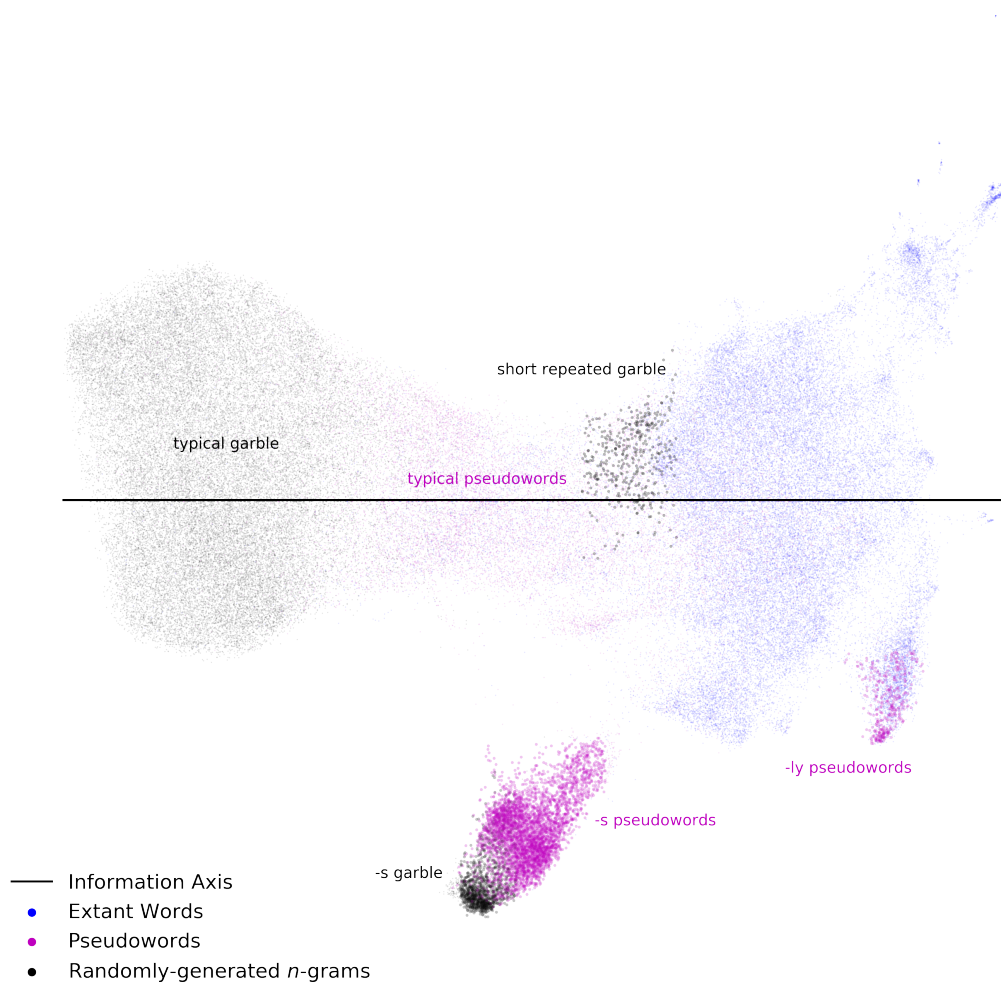 short repeated garble
typical garble
typical pseudowords
-ly pseudowords
-s pseudowords
-s garble
Information Axis
Extant Words
Pseudowords
Randomly-generated n-grams